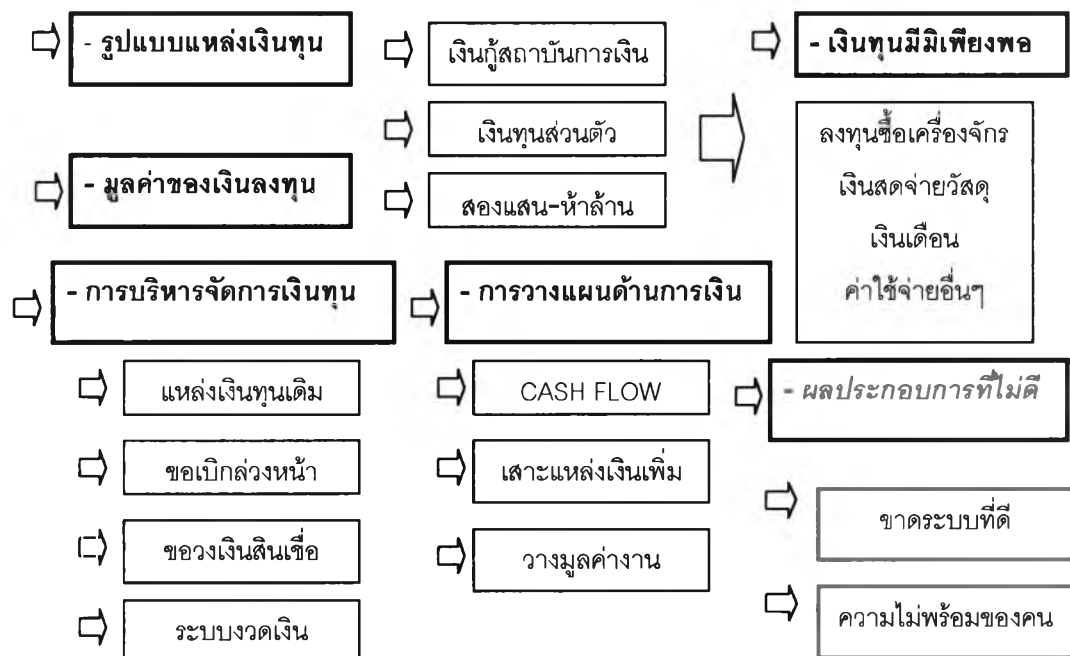 - รูปแบบแหล่งเงินทุน
เงินกู้สถาบันการเงิน
เงินทุนส่วนตัว
- มูลค่าของเงินลงทุน
สองแสน-ห้าล้าน
- เงินทุนมีมิเพียงพอ
ลงทุนซื้อเครื่องจักร
เงินสดจ่ายวัสดุ
เงินเดือน
ค่าใช้จ่ายอื่นๆ
- การบริหารจัดการเงินทุน
แหล่งเงินทุนเดิม
ขอเบิกล่วงหน้า
ขอวงเงินสินเชื่อ
ระบบงวดเงิน
- การวางแผนด้านการเงิน
CASH FLOW
เสาะแหล่งเงินเพิ่ม
วางมูลค่างาน
- ผลประกอบการที่ไม่ดี
ขาดระบบที่ดี
ความไม่พร้อมของคน